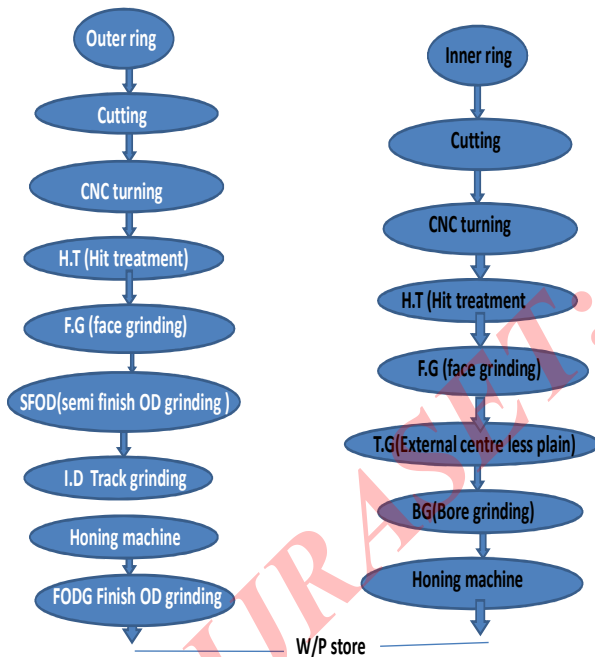 Outer ring
Cutting
CNC turning
H.T (Hit treatment)
F.G (face grinding)
SFOD(semi finish OD grinding )
I.D Track grinding
Honing machine
FODG Finish OD grinding
Inner ring
Cutting
CNC turning
H.T (Hit treatment
F.G (face grinding)
T.G(External centre less plain)
BG(Bore grinding)
Honing machine
W/P store